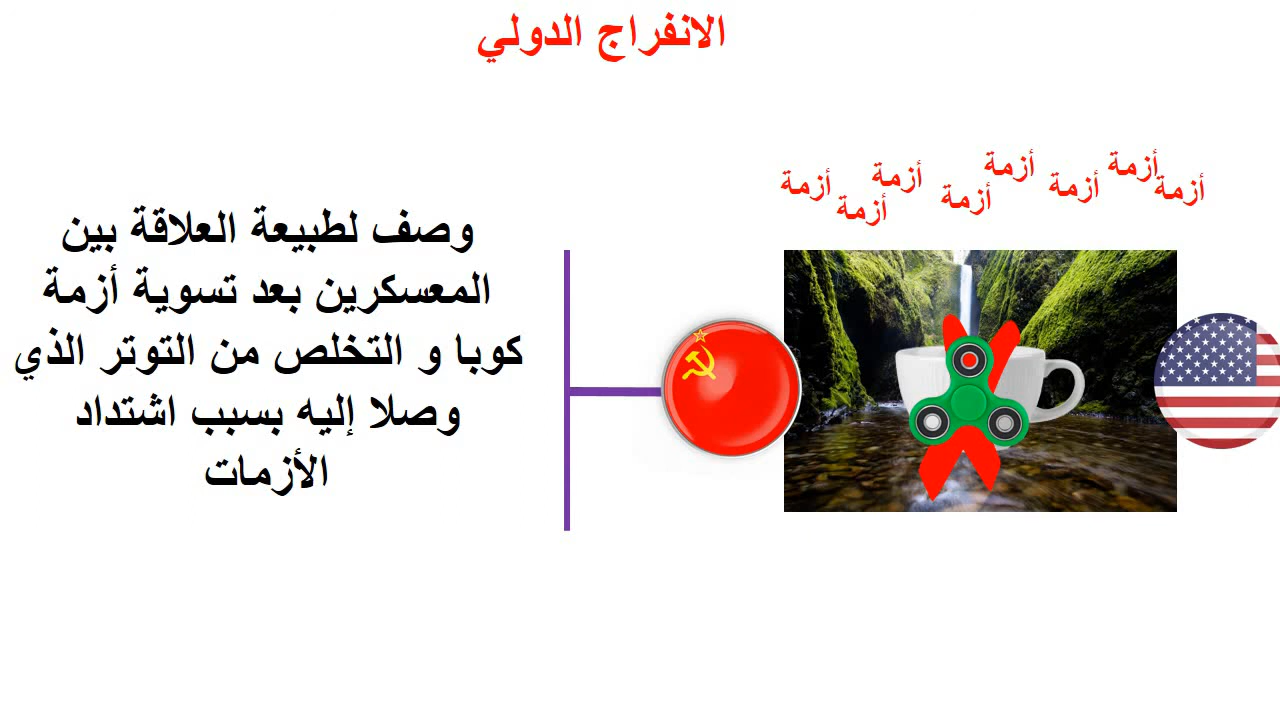 الانفراج الدولي
أزمة
أزمة
أزمة
أزمة
أزمة
أزمة
أزمة
أزمة
وصف لطبيعة العلاقة بين
المعسكرين بعد تسوية أزمة
كوبا و التخلص من التوتر الذي
وصلا إليه بسبب اشتداد
الأزمات